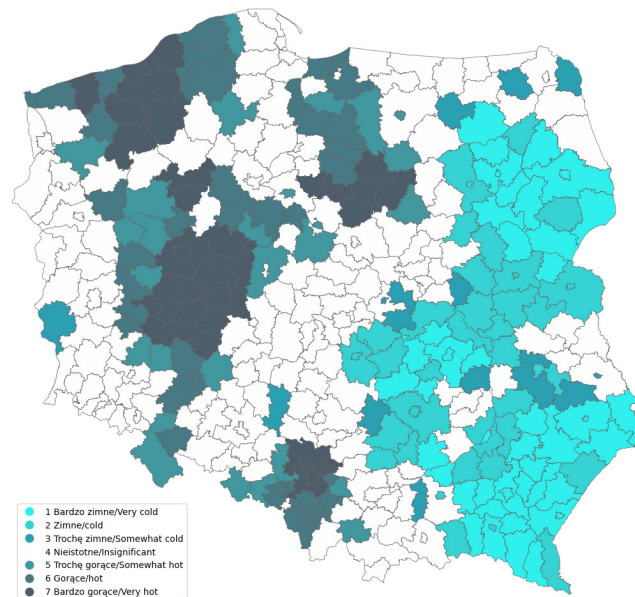 1 Bardzo zimne/Very cold
2 Zimne/cold
3 Trochę zimne/Somewhat cold
4 Nieistotne/Insignificant
5 Trochę gorące/Somewhat hot
6 Gorące/hot
7 Bardzo gorące/Very hot